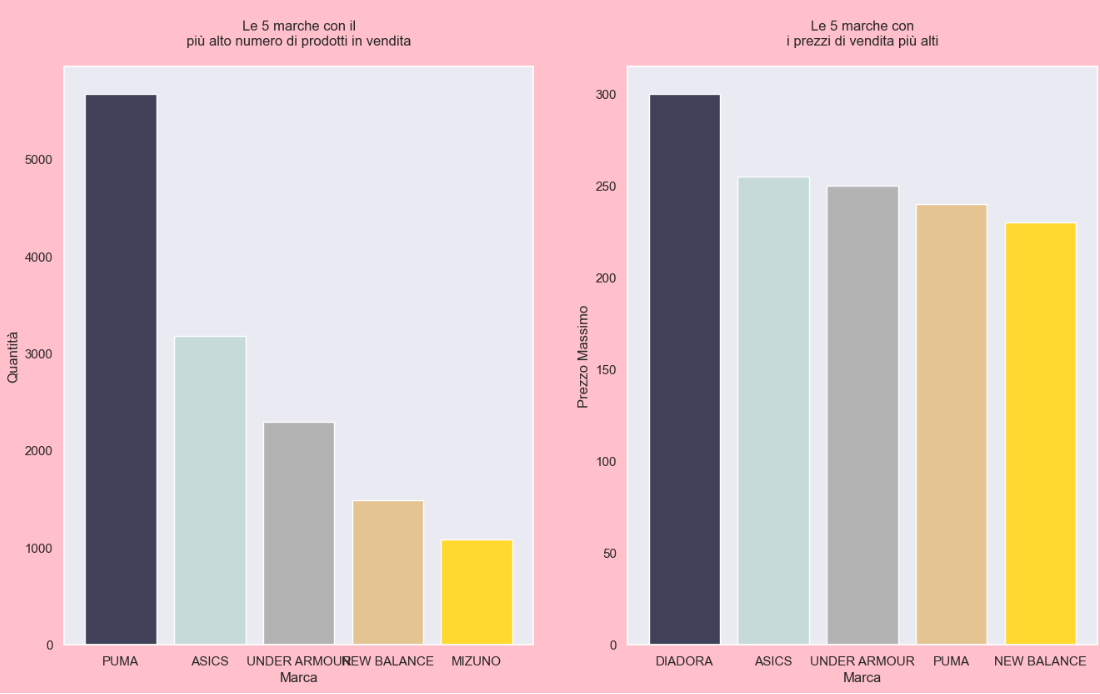 Le 5 marche con il
più alto numero di prodotti in vendita
Quantità
5000
4000
3000
2000
1000
0
PUMA
ASICS
UNDER ARMOUR
NEW BALANCE
MIZUNO
Marca
Le 5 marche con
i prezzi di vendita più alti
Prezzo Massimo
300
250
200
150
100
50
0
DIADORA
ASICS
UNDER ARMOUR
PUMA
NEW BALANCE
Marca